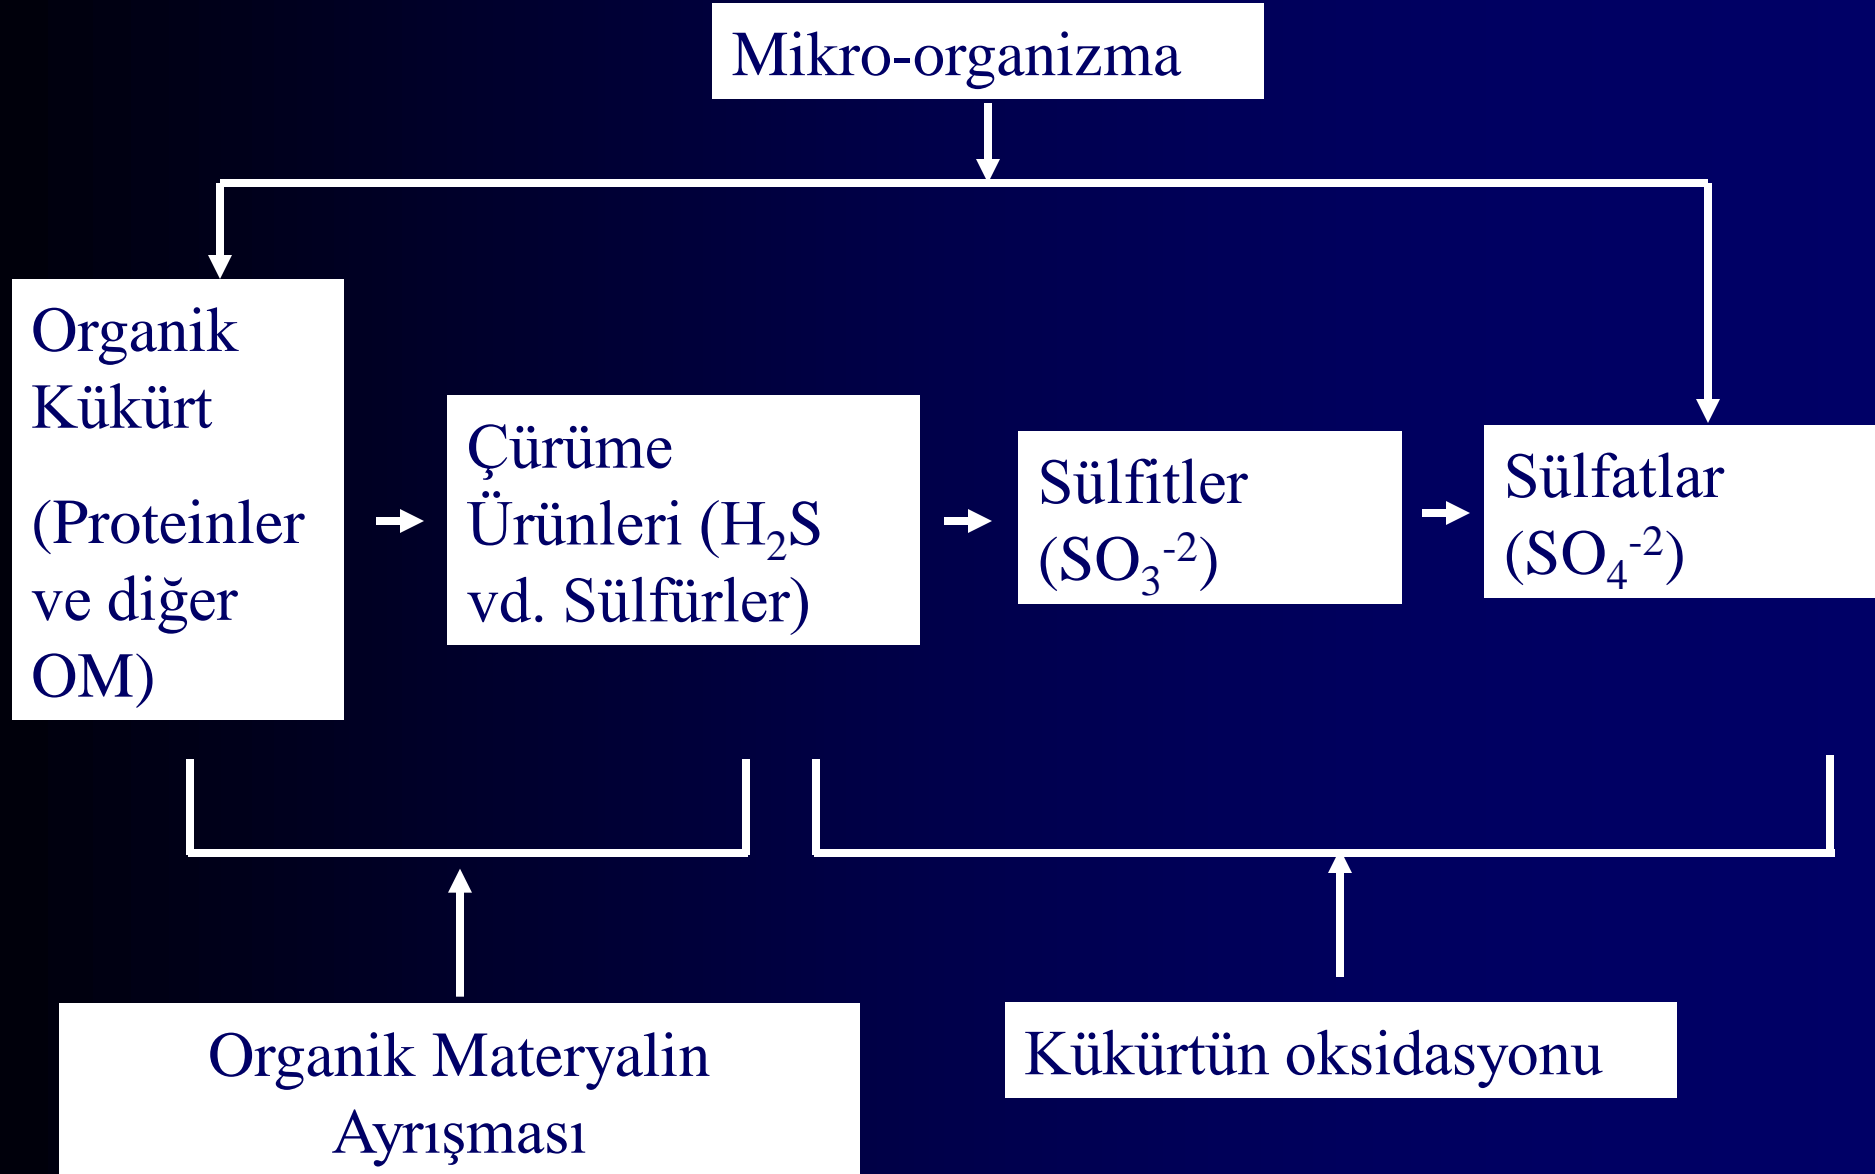 Mikro-organizma
Organik
Kükürt
(Proteinler
ve diğer
OM)
Çürüme
Ürünleri (H₂S
vd. Sülfürler)
Sülfitler
(SO₃⁻²)
Sülfatlar
(SO₄⁻²)
Organik Materyalin
Ayrışması
Kükürtün oksidasyonu